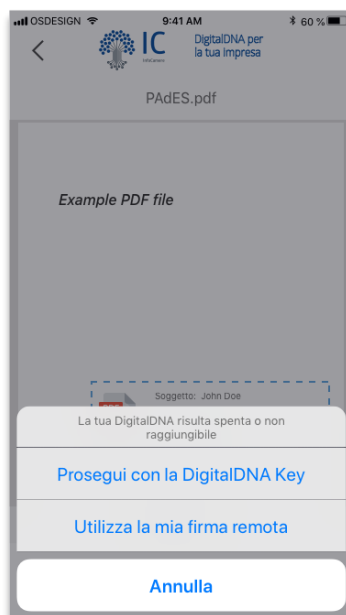 OSDESIGN 9:41 AM 60 %
IC
InfoCamere
DigitalDNA per
la tua impresa
PAdES.pdf
Example PDF file
Soggetto: John Doe
La tua DigitalDNA risulta spenta o non
raggiungibile
Prosegui con la DigitalDNA Key
Utilizza la mia firma remota
Annulla